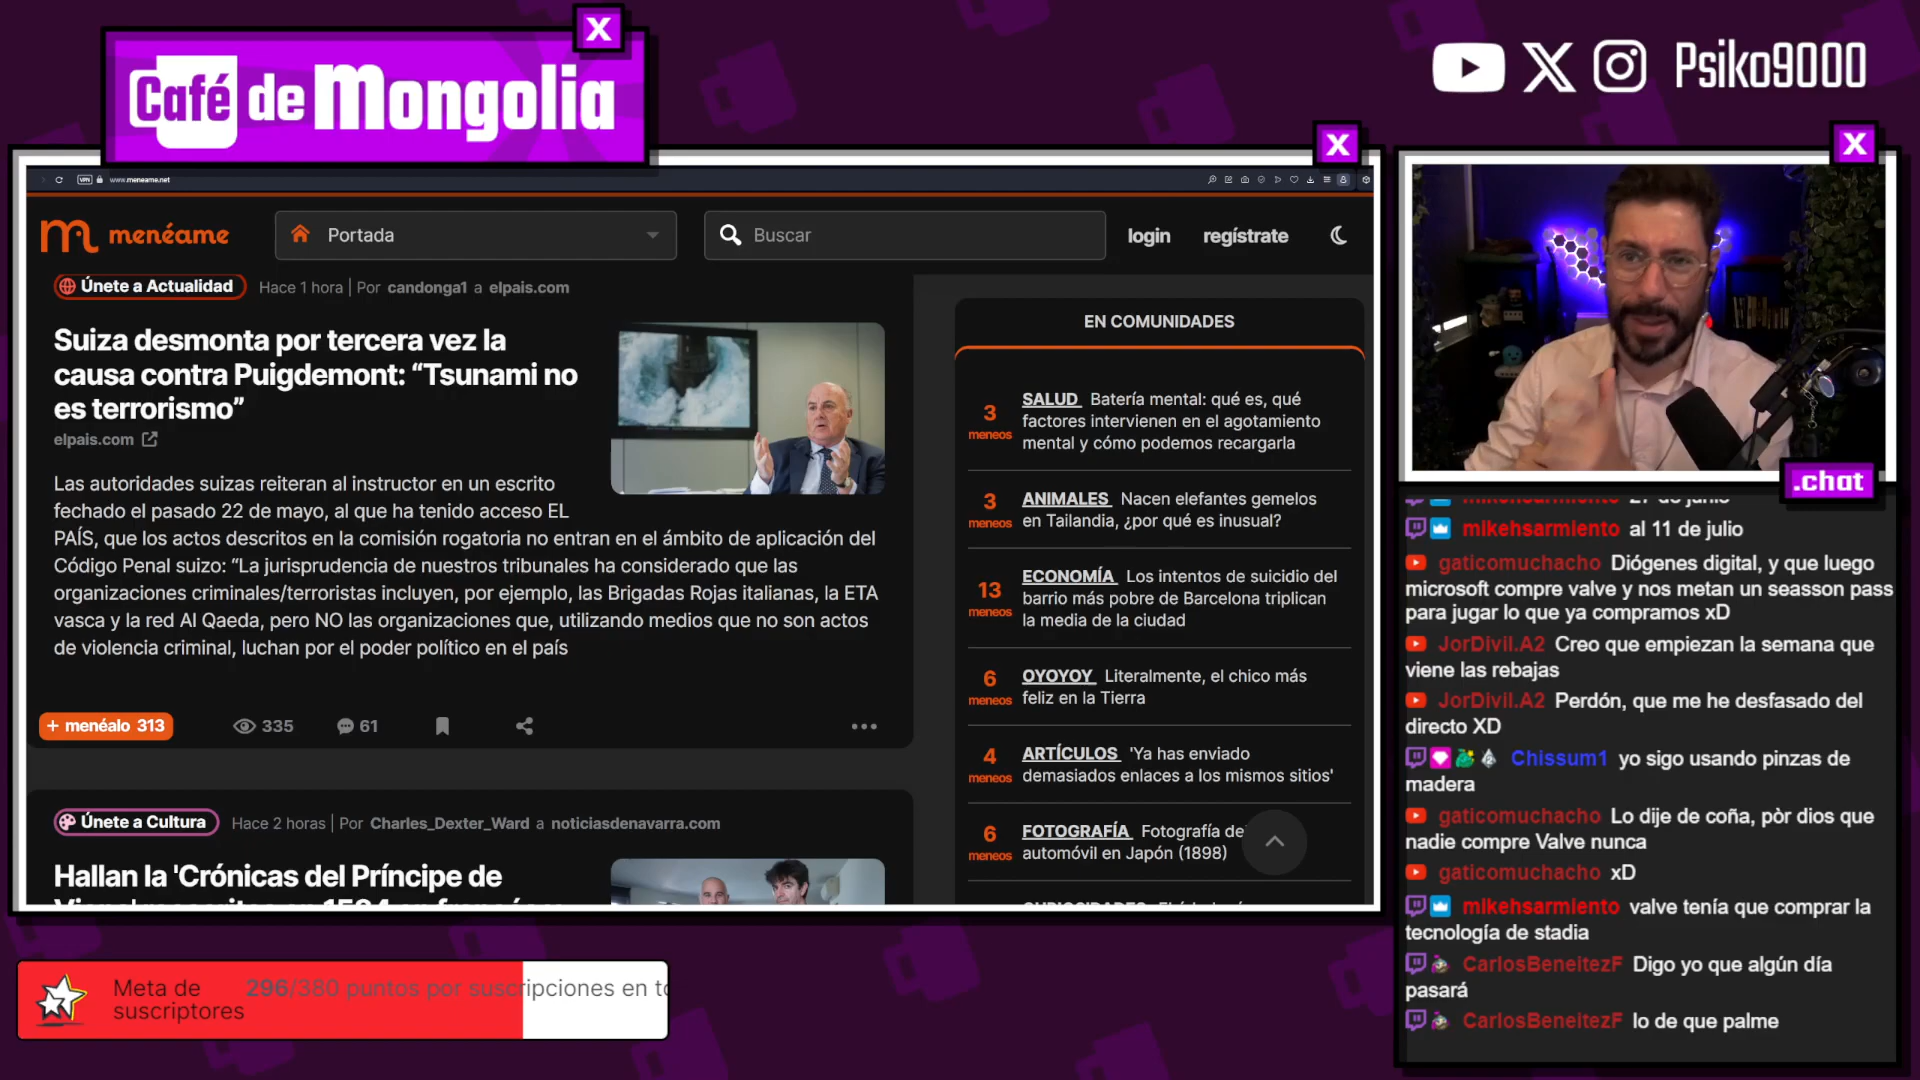 X
Café de Mongolia
Psiko9000
X
X
VPN
www.meneame.net
menéame
Portada
Buscar
login
regístrate
Únete a Actualidad
Hace 1 hora | Por candonga1 a elpais.com
Suiza desmonta por tercera vez la
causa contra Puigdemont: “Tsunami no
es terrorismo”
elpais.com
Las autoridades suizas reiteran al instructor en un escrito
fechado el pasado 22 de mayo, al que ha tenido acceso EL
PAÍS, que los actos descritos en la comisión rogatoria no entran en el ámbito de aplicación del
Código Penal suizo: “La jurisprudencia de nuestros tribunales ha considerado que las
organizaciones criminales/terroristas incluyen, por ejemplo, las Brigadas Rojas italianas, la ETA
vasca y la red Al Qaeda, pero NO las organizaciones que, utilizando medios que no son actos
de violencia criminal, luchan por el poder político en el país
+ menéalo 313
335
61
Únete a Cultura
Hace 2 horas | Por Charles_Dexter_Ward a noticiasdenavarra.com
Hallan la 'Crónicas del Príncipe de
EN COMUNIDADES
3
meneos
SALUD Batería mental: qué es, qué
factores intervienen en el agotamiento
mental y cómo podemos recargarla
3
meneos
ANIMALES Nacen elefantes gemelos
en Tailandia, ¿por qué es inusual?
13
meneos
ECONOMÍA Los intentos de suicidio del
barrio más pobre de Barcelona triplican
la media de la ciudad
6
meneos
OYOYOY Literalmente, el chico más
feliz en la Tierra
4
meneos
ARTÍCULOS 'Ya has enviado
demasiados enlaces a los mismos sitios'
6
meneos
FOTOGRAFÍA Fotografía de
automóvil en Japón (1898)
.chat
mikehsarmiento 27 de junio
mikehsarmiento al 11 de julio
gaticomuchacho Diógenes digital, y que luego
microsoft compre valve y nos metan un seasson pass
para jugar lo que ya compramos xD
JorDivil.A2 Creo que empiezan la semana que
viene las rebajas
JorDivil.A2 Perdón, que me he desfasado del
directo XD
Chissum1 yo sigo usando pinzas de
madera
gaticomuchacho Lo dije de coña, pòr dios que
nadie compre Valve nunca
gaticomuchacho xD
mikehsarmiento valve tenía que comprar la
tecnología de stadia
CarlosBeneitezF Digo yo que algún día
pasará
CarlosBeneitezF lo de que palme
Meta de
suscriptores
296/380 puntos por suscripciones en to